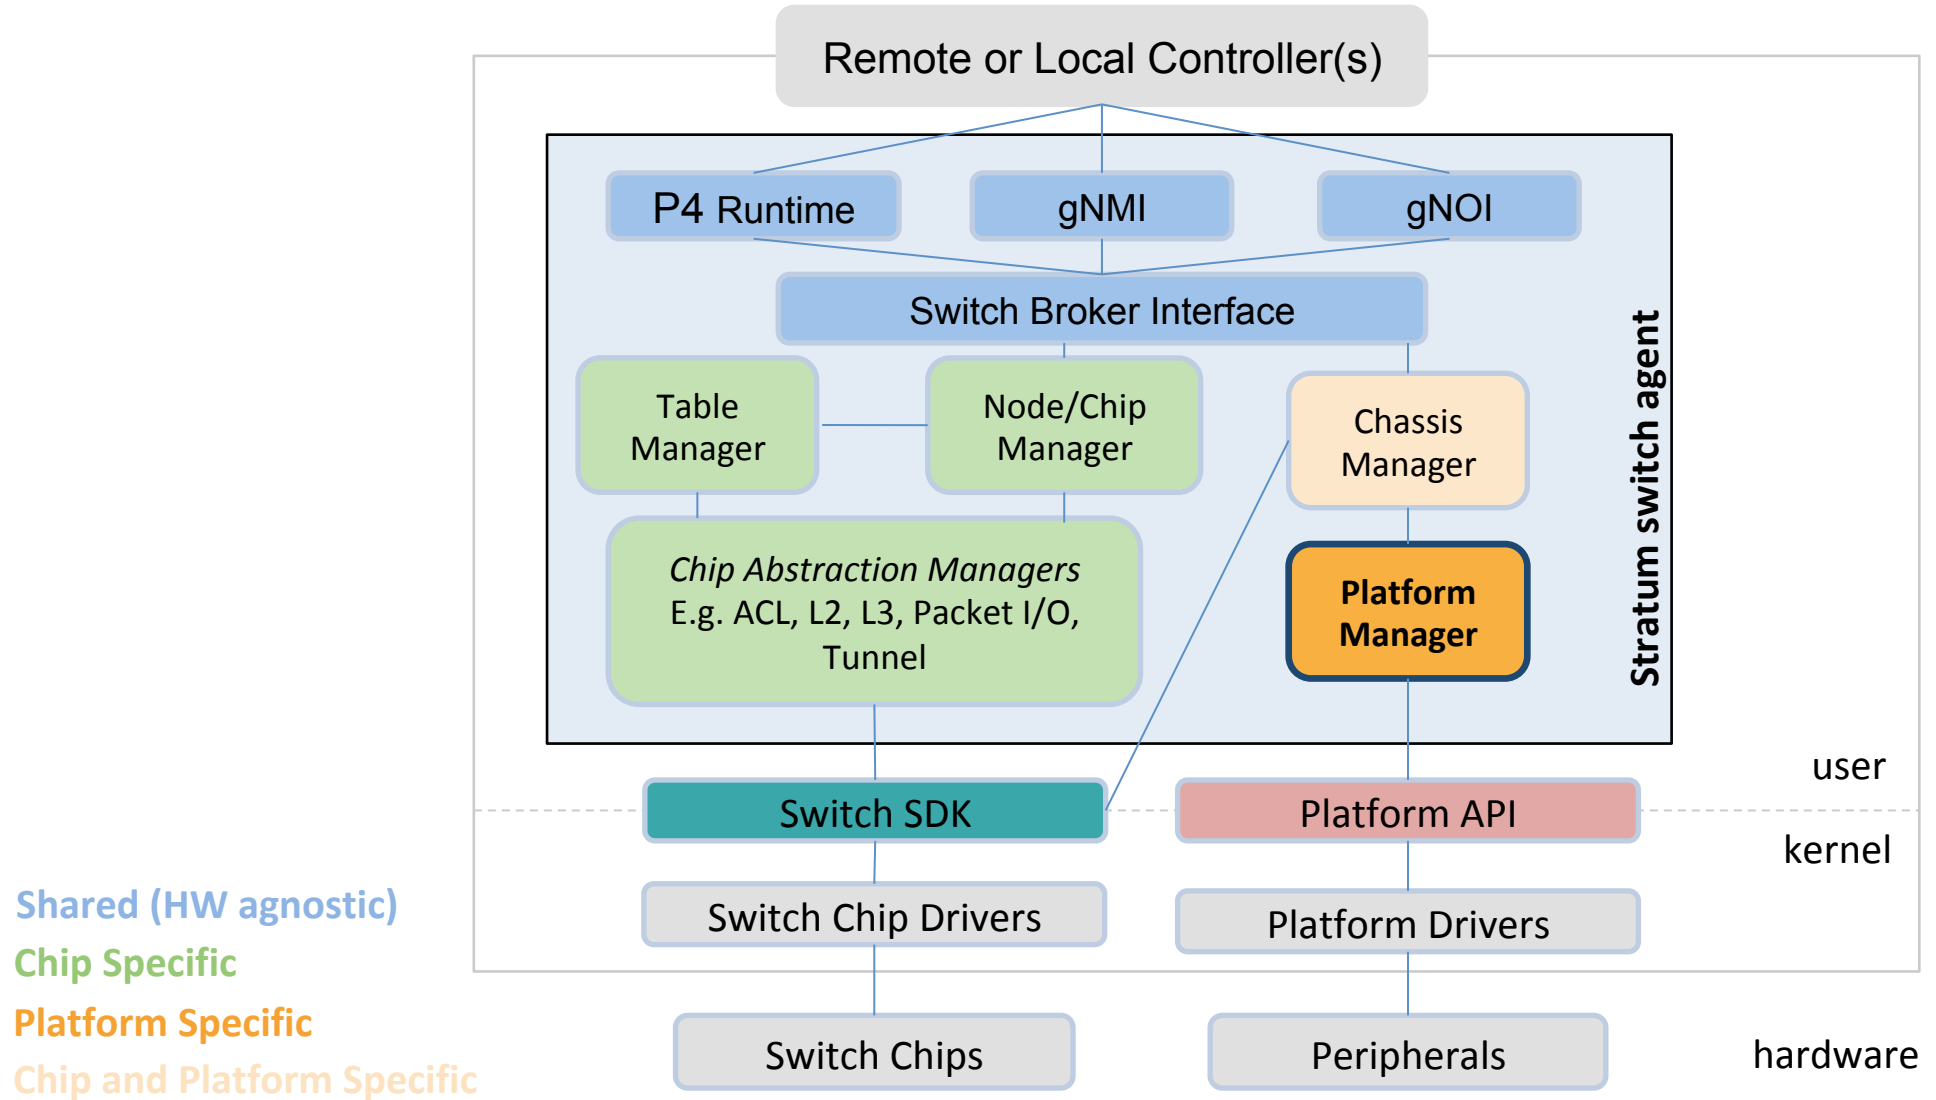 Remote or Local Controller(s)
P4 Runtime
gNMI
gNOI
Switch Broker Interface
Table
Manager
Node/Chip
Manager
Chassis
Manager
Chip Abstraction Managers
E.g. ACL, L2, L3, Packet I/O,
Tunnel
Platform
Manager
Stratum switch agent
user
Switch SDK
Platform API
kernel
Switch Chip Drivers
Platform Drivers
Shared (HW agnostic)
Chip Specific
Platform Specific
Chip and Platform Specific
Switch Chips
Peripherals
hardware